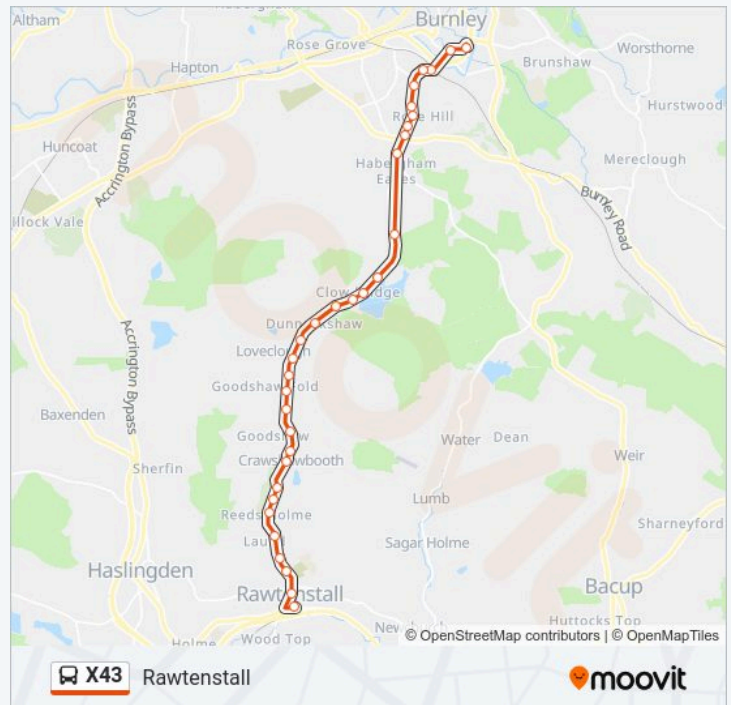 Altham
Burnley
Rose Grove
Worsthorne
Brunshaw
Hapton
Hurstwood
Accrington Bypass
Rose Hill
Huncoat
Mereclough
Habergham
Eaves
illock Vale
Burnley Road
Clow Bridge
Dunnockshaw
Accrington Bypass
Loveclough
Goodshaw Fold
Baxenden
Goodshaw
Water
Dean
Crawshawbooth
Weir
Sherfin
Lumb
Reedsholme
Sharneyford
Sagar Holme
Haslingden
Rawtenstall
Bacup
Huttocks Top
Holme
Wood Top
© OpenStreetMap contributors | © OpenMapTiles
X43
Rawtenstall
moovit